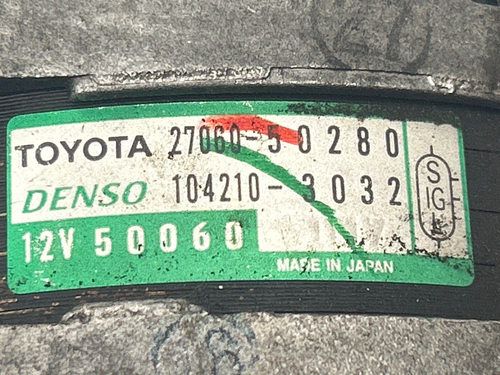 TOYOTA 27060-50280
DENSO 104210-3032
12V 50060
MADE IN JAPAN
S
IG
L